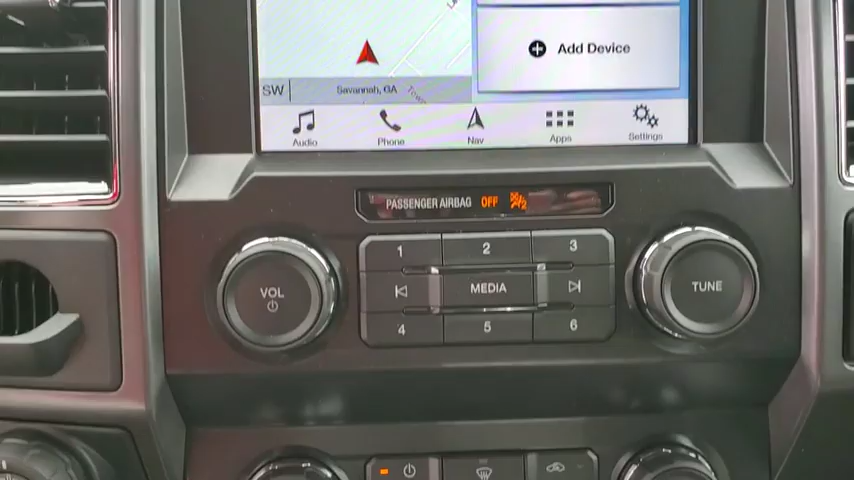 Add Device
SW
Savannah, GA
Town
Audio
Phone
Nav
Apps
Settings
PASSENGER AIRBAG OFF
1 2 3
VOL
MEDIA
TUNE
4 5 6